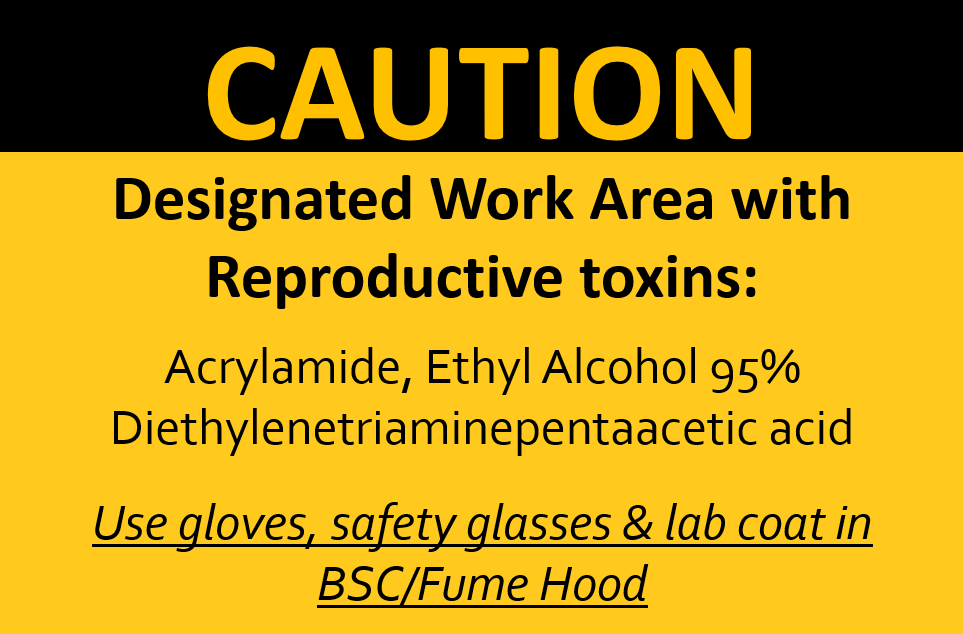 CAUTION
Designated Work Area with
Reproductive toxins:
Acrylamide, Ethyl Alcohol 95%
Diethylenetriaminepentaacetic acid
Use gloves, safety glasses & lab coat in
BSC/Fume Hood